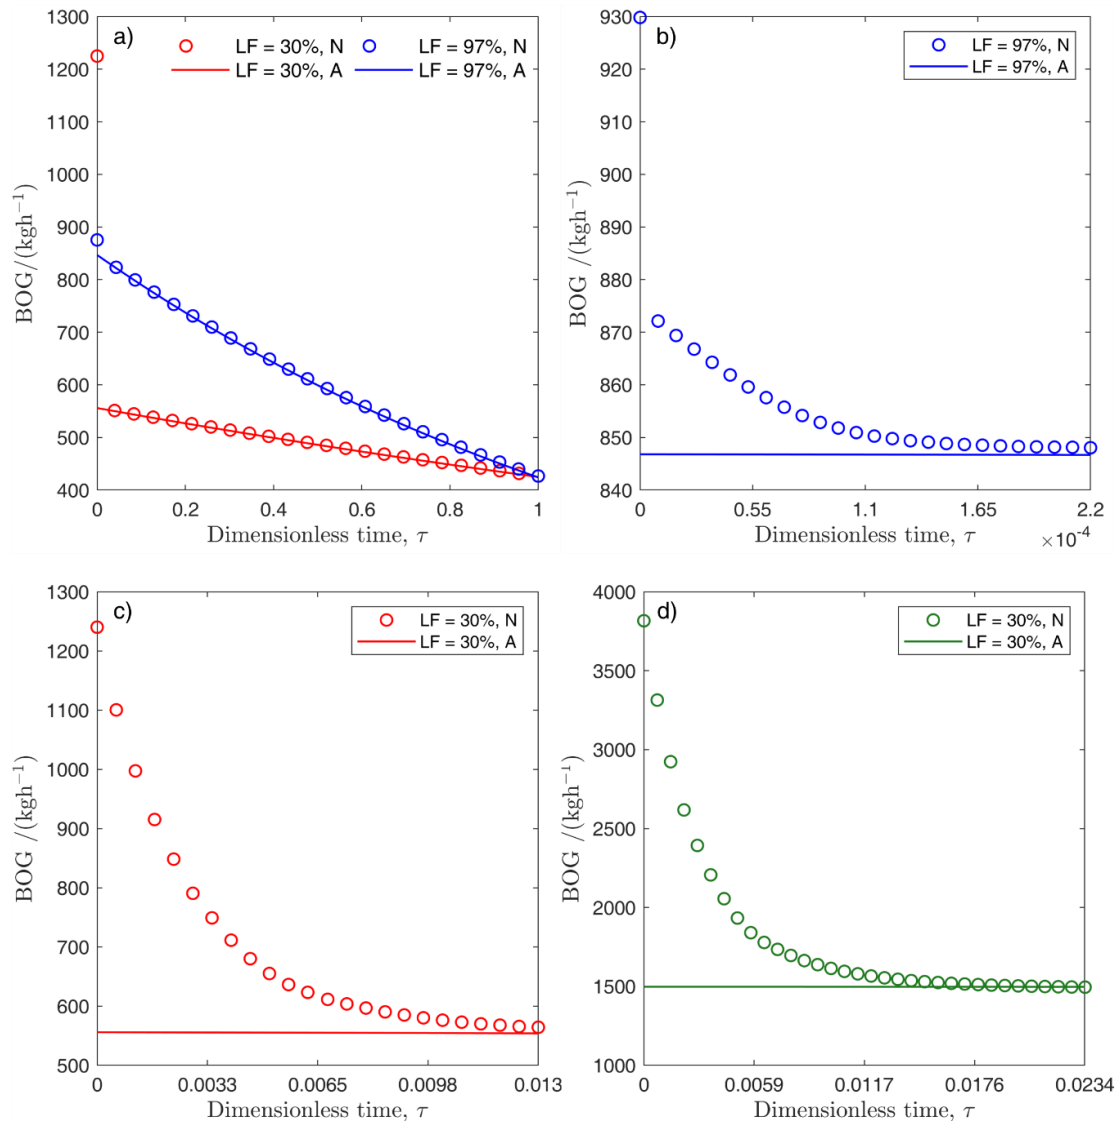 a)
LF = 30%, N
LF = 97%, N
LF = 30%, A
LF = 97%, A
1300
1200
1100
1000
900
800
700
600
500
400
0
0.2
0.4
0.6
0.8
1
BOG/(kgh⁻¹)
Dimensionless time, τ
b)
LF = 97%, N
LF = 97%, A
930
920
910
900
890
880
870
860
850
840
0
0.55
1.1
1.65
2.2
×10⁻⁴
BOG /(kgh⁻¹)
Dimensionless time, τ
c)
LF = 30%, N
LF = 30%, A
1300
1200
1100
1000
900
800
700
600
500
0
0.0033
0.0065
0.0098
0.013
BOG /(kgh⁻¹)
Dimensionless time, τ
d)
LF = 30%, N
LF = 30%, A
4000
3500
3000
2500
2000
1500
1000
0
0.0059
0.0117
0.0176
0.0234
BOG /(kgh⁻¹)
Dimensionless time, τ